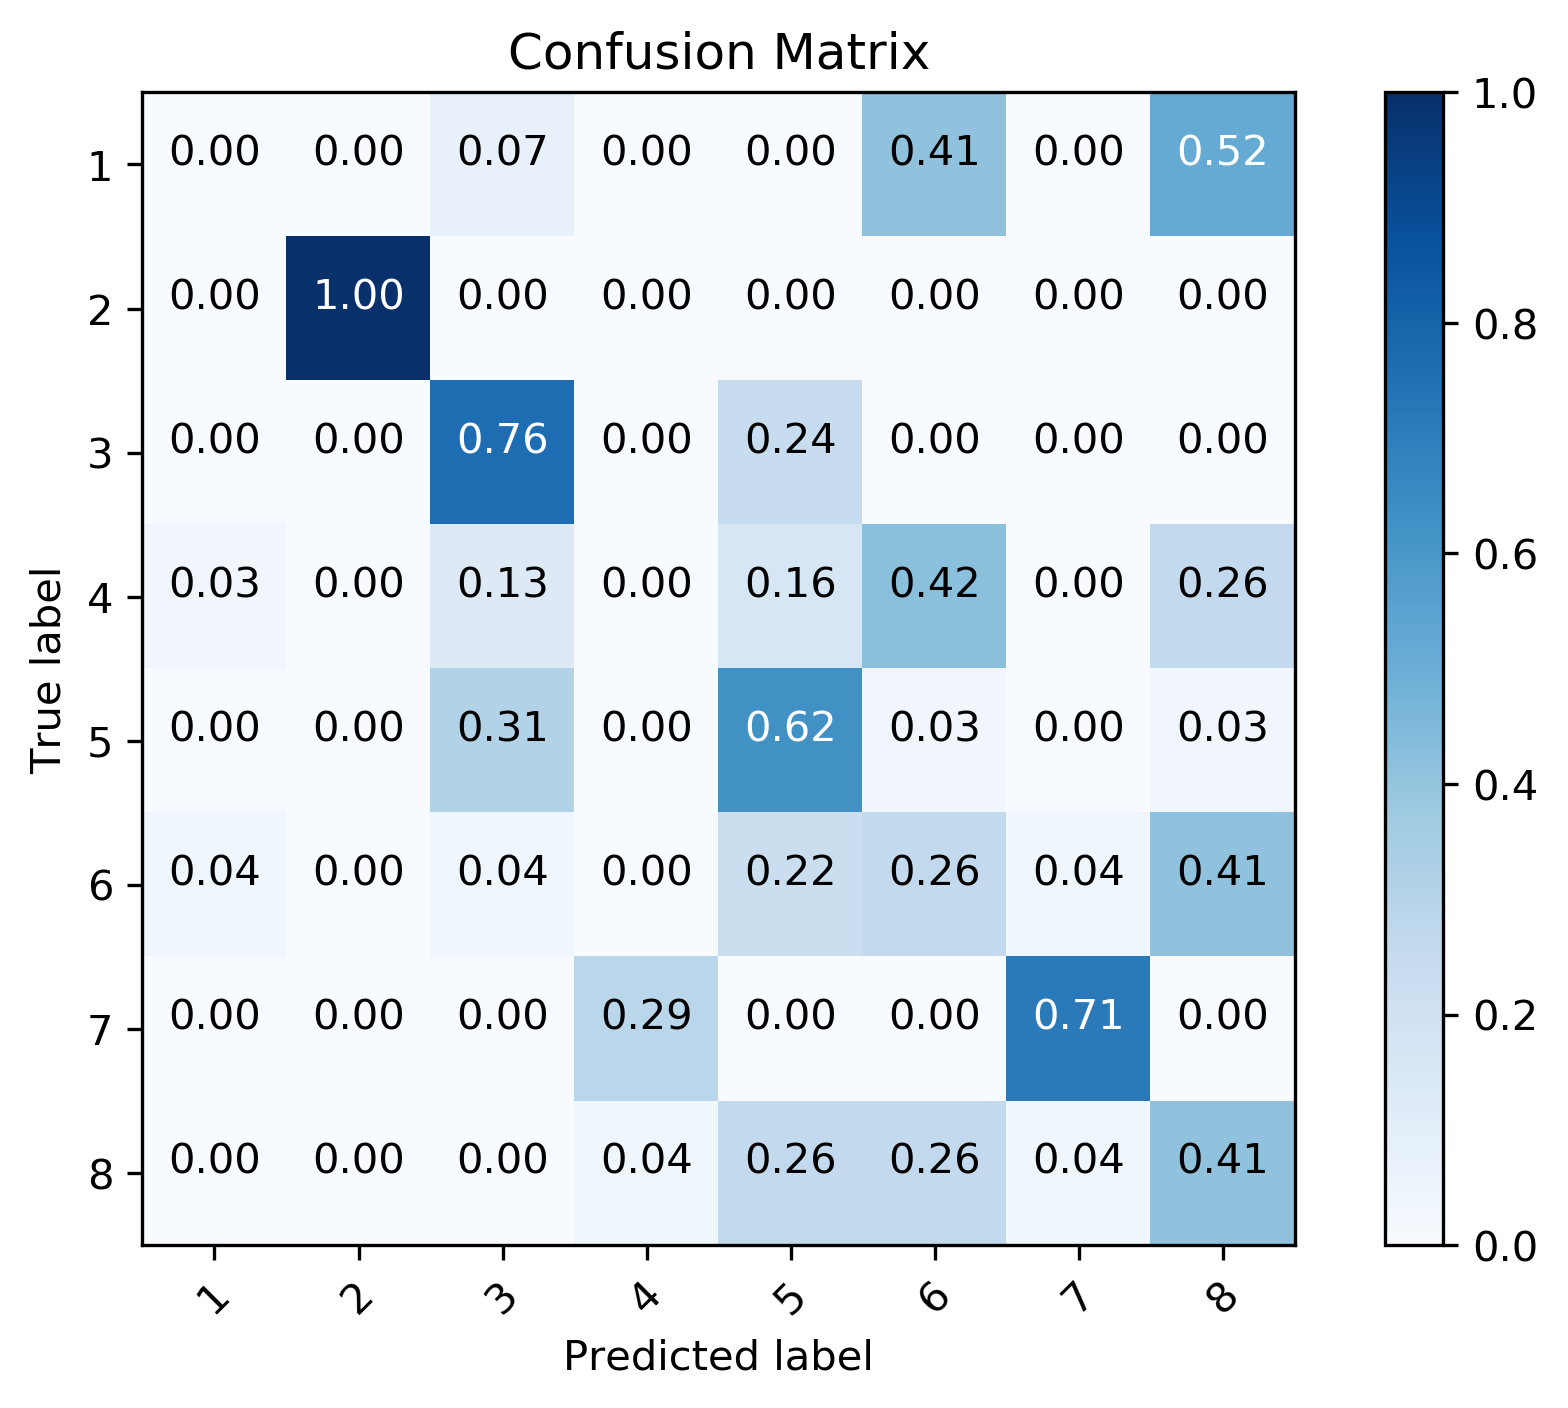 Confusion Matrix
1 0.00 0.00 0.07 0.00 0.00 0.41 0.00 0.52
2 0.00 1.00 0.00 0.00 0.00 0.00 0.00 0.00
3 0.00 0.00 0.76 0.00 0.24 0.00 0.00 0.00
4 0.03 0.00 0.13 0.00 0.16 0.42 0.00 0.26
5 0.00 0.00 0.31 0.00 0.62 0.03 0.00 0.03
6 0.04 0.00 0.04 0.00 0.22 0.26 0.04 0.41
7 0.00 0.00 0.00 0.29 0.00 0.00 0.71 0.00
8 0.00 0.00 0.00 0.04 0.26 0.26 0.04 0.41
1 2 3 4 5 6 7 8
Predicted label
True label
1.0
0.8
0.6
0.4
0.2
0.0